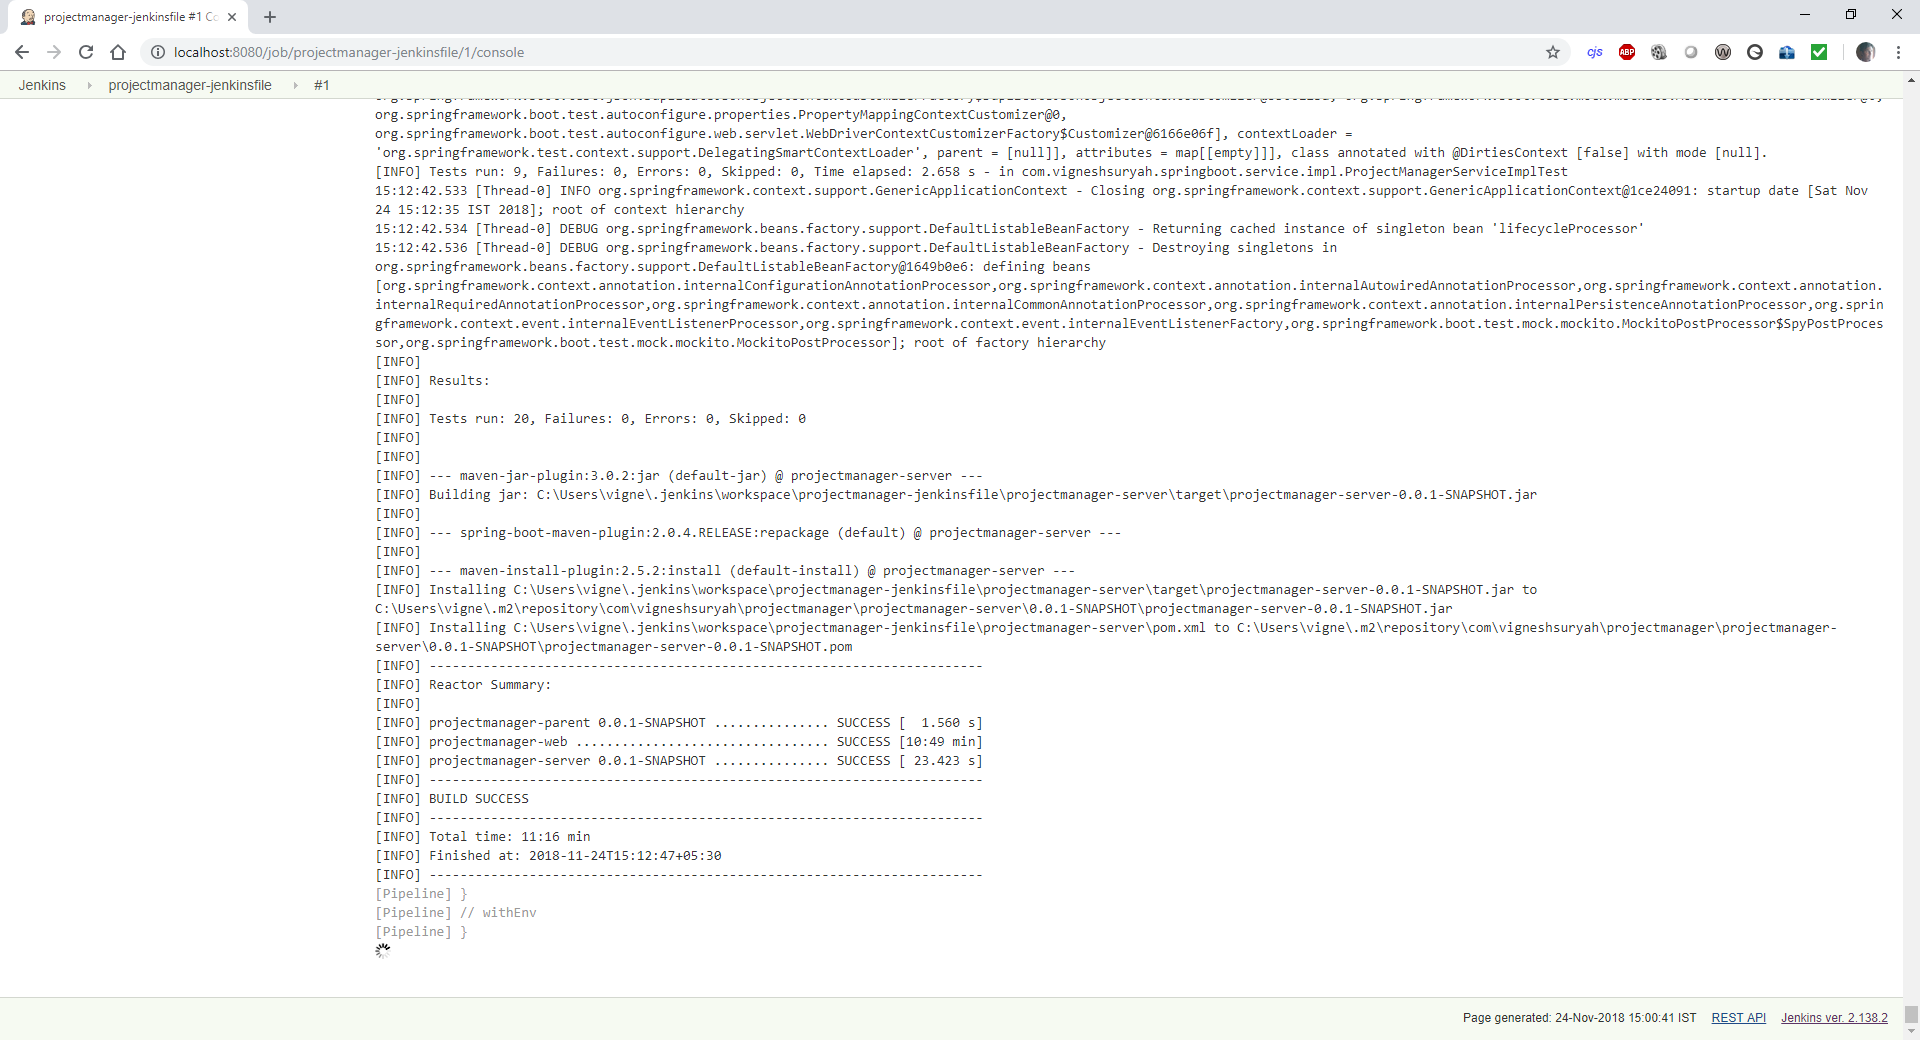 projectmanager-jenkinsfile #1 Co
localhost:8080/job/projectmanager-jenkinsfile/1/console
cjs
ABP
Jenkins
projectmanager-jenkinsfile
#1
org.springframework.boot.test.autoconfigure.properties.PropertyMappingContextCustomizer@0,
org.springframework.boot.test.autoconfigure.web.servlet.WebDriverContextCustomizerFactory$Customizer@6166e06f], contextLoader =
'org.springframework.test.context.support.DelegatingSmartContextLoader', parent = [null]], attributes = map[[empty]]], class annotated with @DirtiesContext [false] with mode [null].
[INFO] Tests run: 9, Failures: 0, Errors: 0, Skipped: 0, Time elapsed: 2.658 s - in com.vigneshsuryah.springboot.service.impl.ProjectManagerServiceImplTest
15:12:42.533 [Thread-0] INFO org.springframework.context.support.GenericApplicationContext - Closing org.springframework.context.support.GenericApplicationContext@1ce24091: startup date [Sat Nov
24 15:12:35 IST 2018]; root of context hierarchy
15:12:42.534 [Thread-0] DEBUG org.springframework.beans.factory.support.DefaultListableBeanFactory - Returning cached instance of singleton bean 'lifecycleProcessor'
15:12:42.536 [Thread-0] DEBUG org.springframework.beans.factory.support.DefaultListableBeanFactory - Destroying singletons in
org.springframework.beans.factory.support.DefaultListableBeanFactory@1649b0e6: defining beans
[org.springframework.context.annotation.internalConfigurationAnnotationProcessor,org.springframework.context.annotation.internalAutowiredAnnotationProcessor,org.springframework.context.annotation.
internalRequiredAnnotationProcessor,org.springframework.context.annotation.internalCommonAnnotationProcessor,org.springframework.context.annotation.internalPersistenceAnnotationProcessor,org.sprin
gframework.context.event.internalEventListenerProcessor,org.springframework.context.event.internalEventListenerFactory,org.springframework.boot.test.mock.mockito.MockitoPostProcessor$SpyPostProces
sor,org.springframework.boot.test.mock.mockito.MockitoPostProcessor]; root of factory hierarchy
[INFO]
[INFO] Results:
[INFO]
[INFO] Tests run: 20, Failures: 0, Errors: 0, Skipped: 0
[INFO]
[INFO]
[INFO] --- maven-jar-plugin:3.0.2:jar (default-jar) @ projectmanager-server ---
[INFO] Building jar: C:\Users\vigne\.jenkins\workspace\projectmanager-jenkinsfile\projectmanager-server\target\projectmanager-server-0.0.1-SNAPSHOT.jar
[INFO]
[INFO] --- spring-boot-maven-plugin:2.0.4.RELEASE:repackage (default) @ projectmanager-server ---
[INFO]
[INFO] --- maven-install-plugin:2.5.2:install (default-install) @ projectmanager-server ---
[INFO] Installing C:\Users\vigne\.jenkins\workspace\projectmanager-jenkinsfile\projectmanager-server\target\projectmanager-server-0.0.1-SNAPSHOT.jar to
C:\Users\vigne\.m2\repository\com\vigneshsuryah\projectmanager\projectmanager-server\0.0.1-SNAPSHOT\projectmanager-server-0.0.1-SNAPSHOT.jar
[INFO] Installing C:\Users\vigne\.jenkins\workspace\projectmanager-jenkinsfile\projectmanager-server\pom.xml to C:\Users\vigne\.m2\repository\com\vigneshsuryah\projectmanager\projectmanager-
server\0.0.1-SNAPSHOT\projectmanager-server-0.0.1-SNAPSHOT.pom
[INFO] ------------------------------------------------------------------------
[INFO] Reactor Summary:
[INFO]
[INFO] projectmanager-parent 0.0.1-SNAPSHOT ............... SUCCESS [  1.560 s]
[INFO] projectmanager-web ................................. SUCCESS [10:49 min]
[INFO] projectmanager-server 0.0.1-SNAPSHOT ............... SUCCESS [ 23.423 s]
[INFO] ------------------------------------------------------------------------
[INFO] BUILD SUCCESS
[INFO] ------------------------------------------------------------------------
[INFO] Total time: 11:16 min
[INFO] Finished at: 2018-11-24T15:12:47+05:30
[INFO] ------------------------------------------------------------------------
[Pipeline] }
[Pipeline] // withEnv
[Pipeline] }
Page generated: 24-Nov-2018 15:00:41 IST
REST API
Jenkins ver. 2.138.2